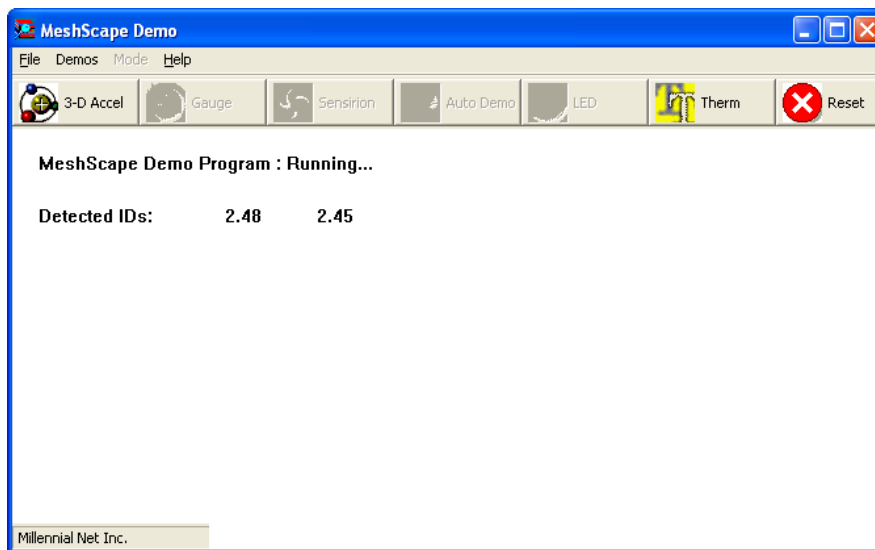 MeshScape Demo
File Demos Mode Help
3-D Accel Gauge Sensirion Auto Demo LED Therm Reset
MeshScape Demo Program : Running...
Detected IDs: 2.48 2.45
Millennial Net Inc.